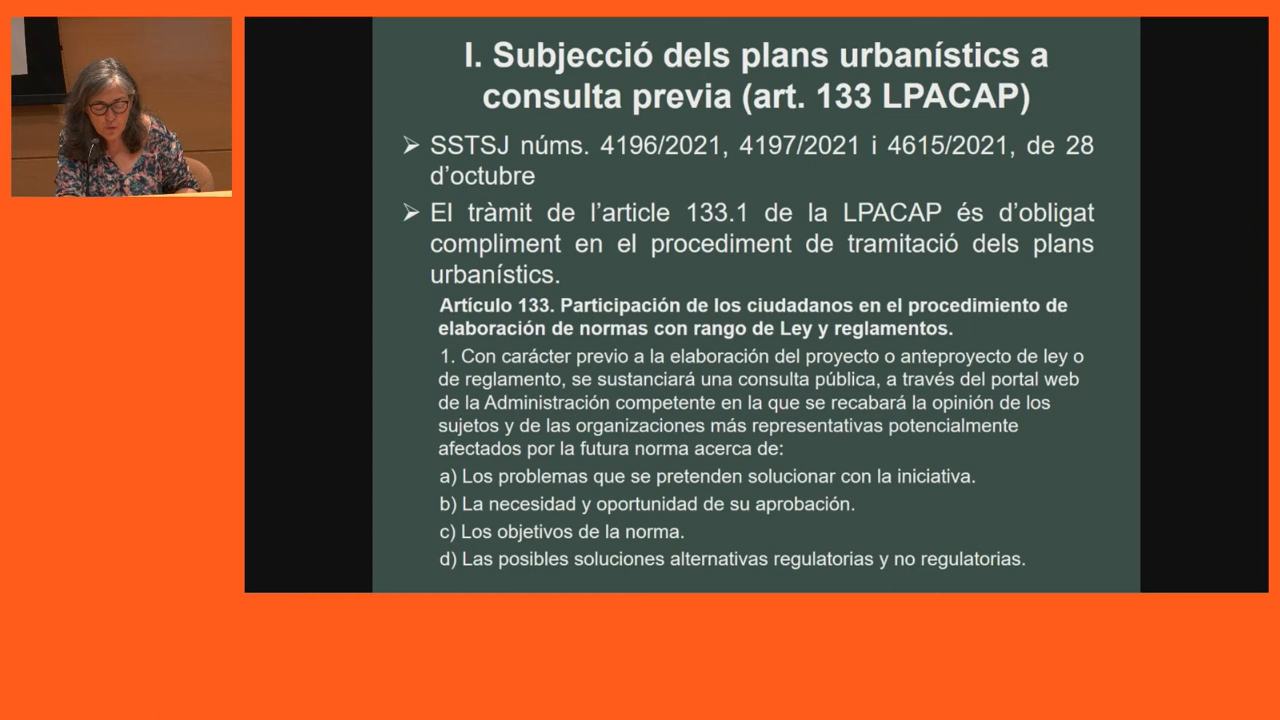 I. Subjecció dels plans urbanístics a
consulta previa (art. 133 LPACAP)
➢ SSTSJ núms. 4196/2021, 4197/2021 i 4615/2021, de 28
d’octubre
➢ El tràmit de l’article 133.1 de la LPACAP és d’obligat
compliment en el procediment de tramitació dels plans
urbanístics.
Artículo 133. Participación de los ciudadanos en el procedimiento de
elaboración de normas con rango de Ley y reglamentos.
1. Con carácter previo a la elaboración del proyecto o anteproyecto de ley o
de reglamento, se sustanciará una consulta pública, a través del portal web
de la Administración competente en la que se recabará la opinión de los
sujetos y de las organizaciones más representativas potencialmente
afectados por la futura norma acerca de:
a) Los problemas que se pretenden solucionar con la iniciativa.
b) La necesidad y oportunidad de su aprobación.
c) Los objetivos de la norma.
d) Las posibles soluciones alternativas regulatorias y no regulatorias.